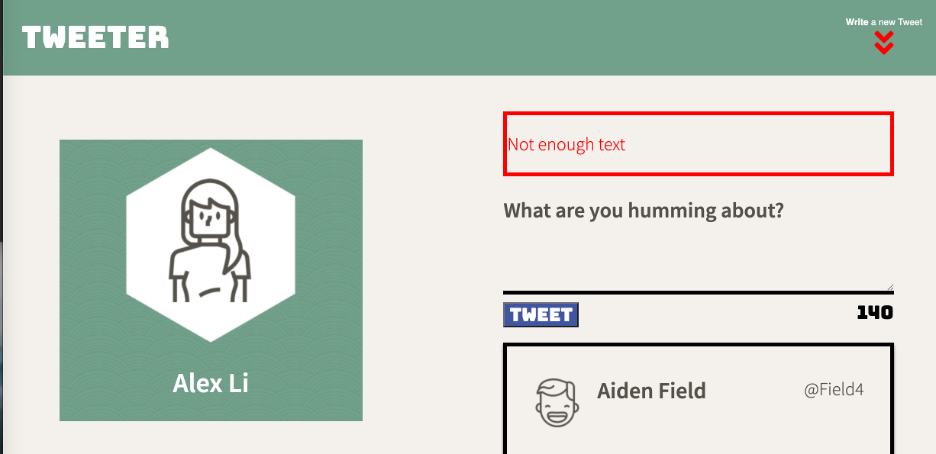 TWEETER
Write a new Tweet
Not enough text
What are you humming about?
TWEET
140
Alex Li
Aiden Field
@Field4